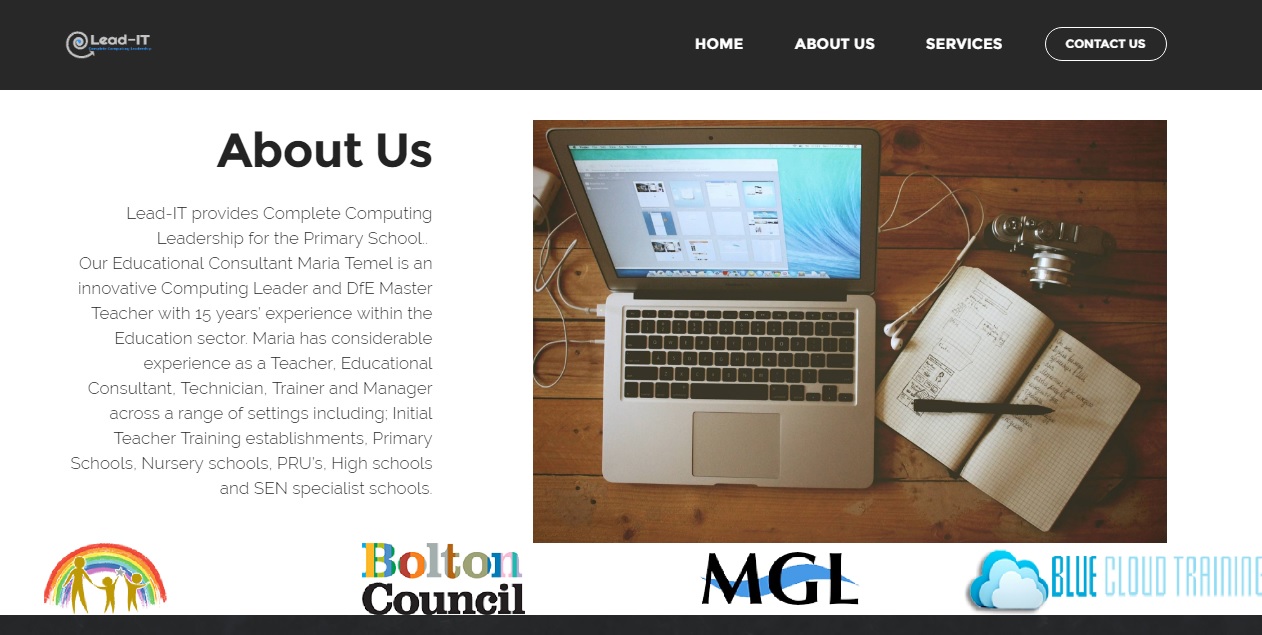 Lead-IT
Complete Computing Leadership
HOME
ABOUT US
SERVICES
CONTACT US
About Us
Lead-IT provides Complete Computing
Leadership for the Primary School..
Our Educational Consultant Maria Temel is an
innovative Computing Leader and DfE Master
Teacher with 15 years' experience within the
Education sector. Maria has considerable
experience as a Teacher, Educational
Consultant, Technician, Trainer and Manager
across a range of settings including; Initial
Teacher Training establishments, Primary
Schools, Nursery schools, PRU's, High schools
and SEN specialist schools.
Bolton
Council
MGL
BLUE CLOUD TRAINING